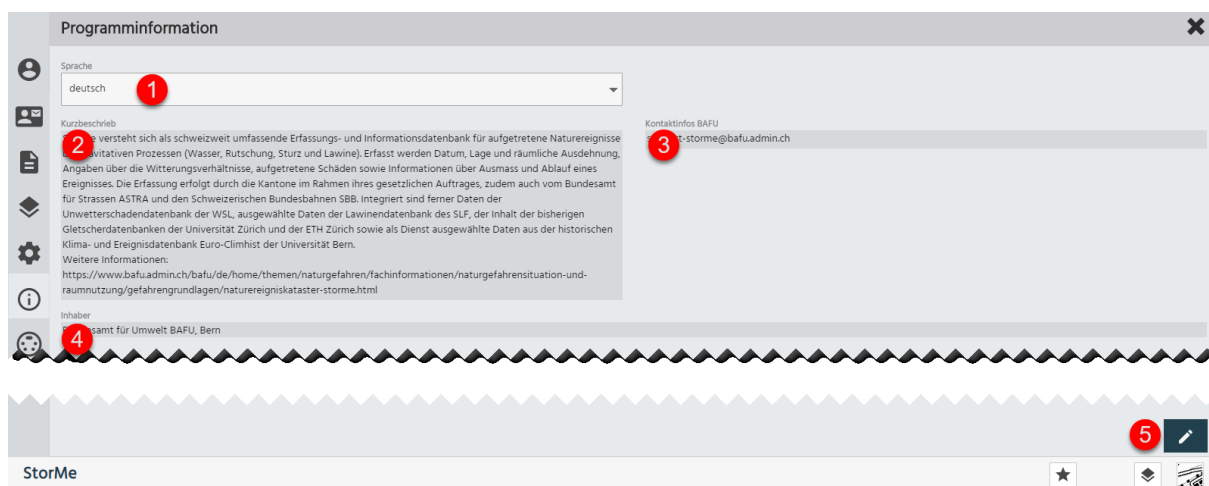 Programminformation
Sprache
deutsch
1
Kurzbeschrieb
Kontaktinfos BAFU
2
versteht sich als schweizweit umfassende Erfassungs- und Informationsdatenbank für aufgetretene Naturereignisse
3
t-storme@bafu.admin.ch
avitativen Prozessen (Wasser, Rutschung, Sturz und Lawine). Erfasst werden Datum, Lage und räumliche Ausdehnung,
Angaben über die Witterungsverhältnisse, aufgetretene Schäden sowie Informationen über Ausmass und Ablauf eines
Ereignisses. Die Erfassung erfolgt durch die Kantone im Rahmen ihres gesetzlichen Auftrages, zudem auch vom Bundesamt
für Strassen ASTRA und den Schweizerischen Bundesbahnen SBB. Integriert sind ferner Daten der
Unwetterschadendatenbank der WSL, ausgewählte Daten der Lawinendatenbank des SLF, der Inhalt der bisherigen
Gletscherdatenbanken der Universität Zürich und der ETH Zürich sowie als Dienst ausgewählte Daten aus der historischen
Klima- und Ereignisdatenbank Euro-Climhist der Universität Bern.
Weitere Informationen:
https://www.bafu.admin.ch/bafu/de/home/themen/naturgefahren/fachinformationen/naturgefahrensituation-und-
raumnutzung/gefahrengrundlagen/naturereigniskataster-storme.html
Inhaber
4
samt für Umwelt BAFU, Bern
5
StorMe